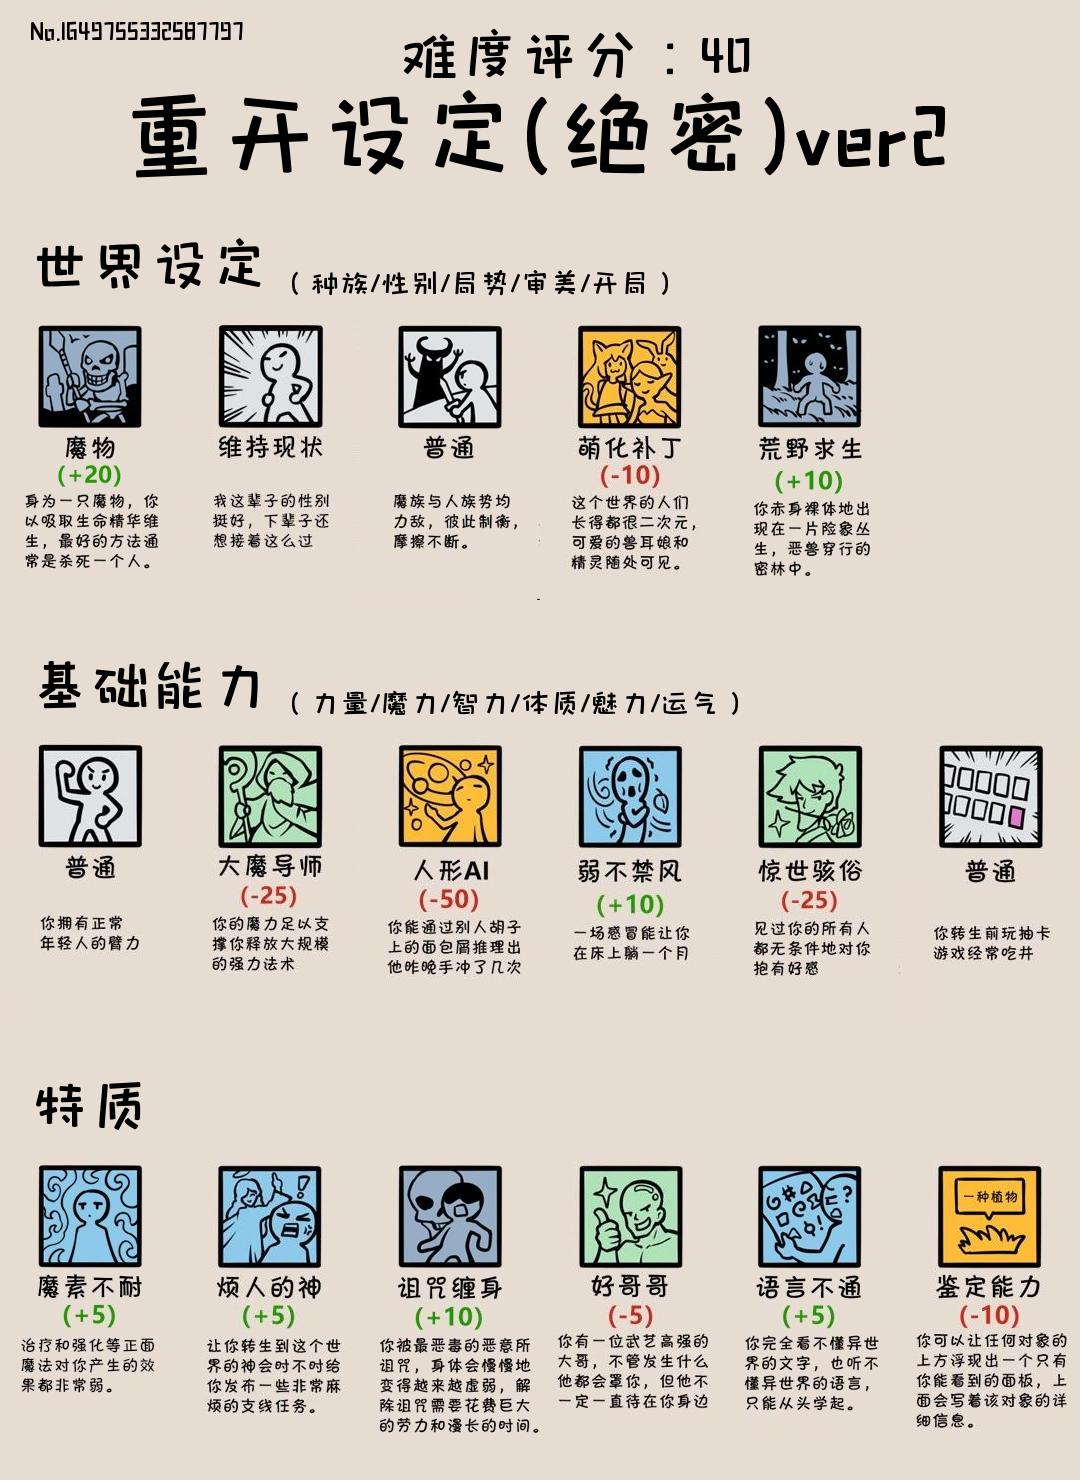 No.1649755332587797
难度评分：40
重开设定(绝密)ver2
世界设定 ( 种族/性别/局势/审美/开局 )
魔物
(+20)
身为一只魔物，你
以吸取生命精华维
生，最好的方法通
常是杀死一个人。
维持现状
我这辈子的性别
挺好，下辈子还
想接着这么过
普通
魔族与人族势均
力敌，彼此制衡，
摩擦不断。
萌化补丁
(-10)
这个世界的人们
长得都很二次元，
可爱的兽耳娘和
精灵随处可见。
荒野求生
(+10)
你赤身裸体地出
现在一片险象丛
生，恶兽穿行的
密林中。
基础能力 ( 力量/魔力/智力/体质/魅力/运气 )
普通
你拥有正常
年轻人的臂力
大魔导师
(-25)
你的魔力足以支
撑你释放大规模
的强力法术
人形AI
(-50)
你能通过别人胡子
上的面包屑推理出
他昨晚手冲了几次
弱不禁风
(+10)
一场感冒能让你
在床上躺一个月
惊世骇俗
(-25)
见过你的所有人
都无条件地对你
抱有好感
普通
你转生前玩抽卡
游戏经常吃井
特质
魔素不耐
(+5)
治疗和强化等正面
魔法对你产生的效
果都非常弱。
烦人的神
(+5)
让你转生到这个世
界的神会时不时给
你发布一些非常麻
烦的支线任务。
诅咒缠身
(+10)
你被最恶毒的恶意所
诅咒，身体会慢慢地
变得越来越虚弱，解
除诅咒需要花费巨大
的劳力和漫长的时间。
好哥哥
(-5)
你有一位武艺高强的
大哥，不管发生什么
他都会罩你，但他不
一定一直待在你身边
语言不通
(+5)
你完全看不懂异世
界的文字，也听不
懂异世界的语言，
只能从头学起。
一种植物
鉴定能力
(-10)
你可以让任何对象的
上方浮现出一个只有
你能看到的面板，上
面会写着该对象的详
细信息。